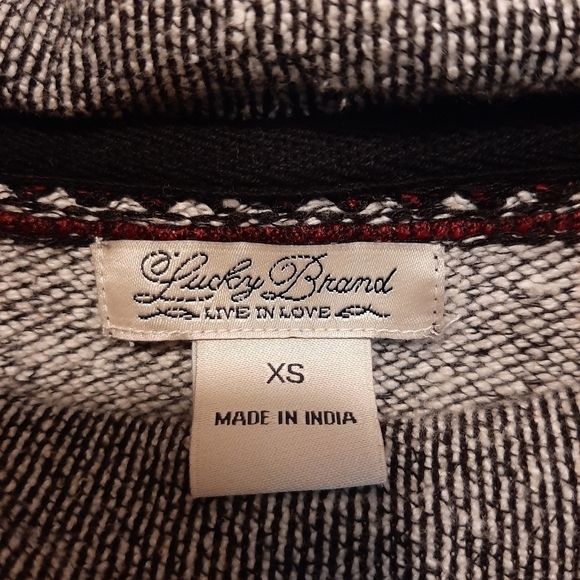 Lucky Brand
LIVE IN LOVE
XS
MADE IN INDIA